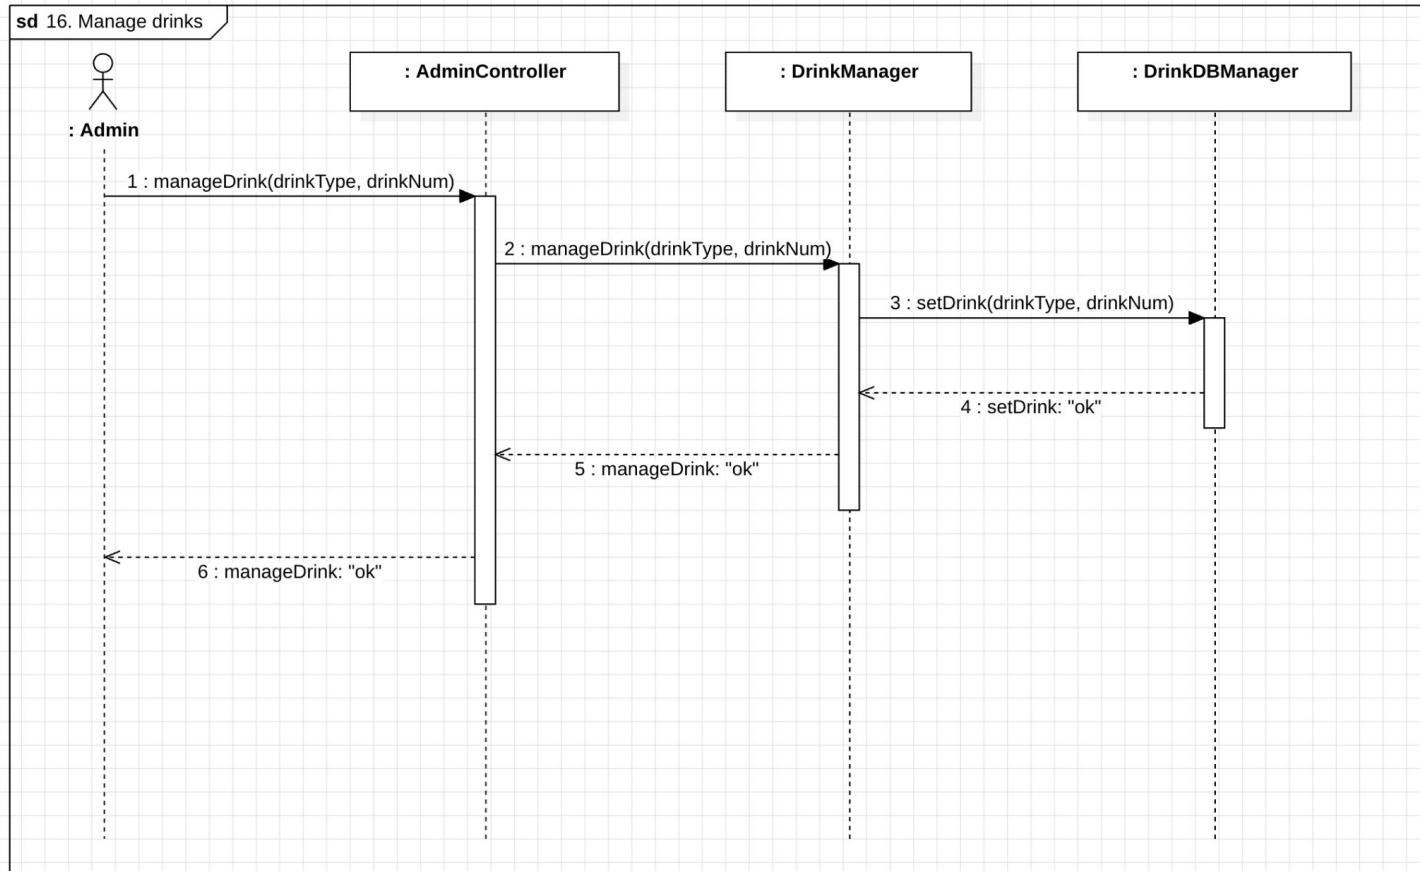 sd 16. Manage drinks
: Admin
: AdminController
: DrinkManager
: DrinkDBManager
1 : manageDrink(drinkType, drinkNum)
2 : manageDrink(drinkType, drinkNum)
3 : setDrink(drinkType, drinkNum)
4 : setDrink: "ok"
5 : manageDrink: "ok"
6 : manageDrink: "ok"